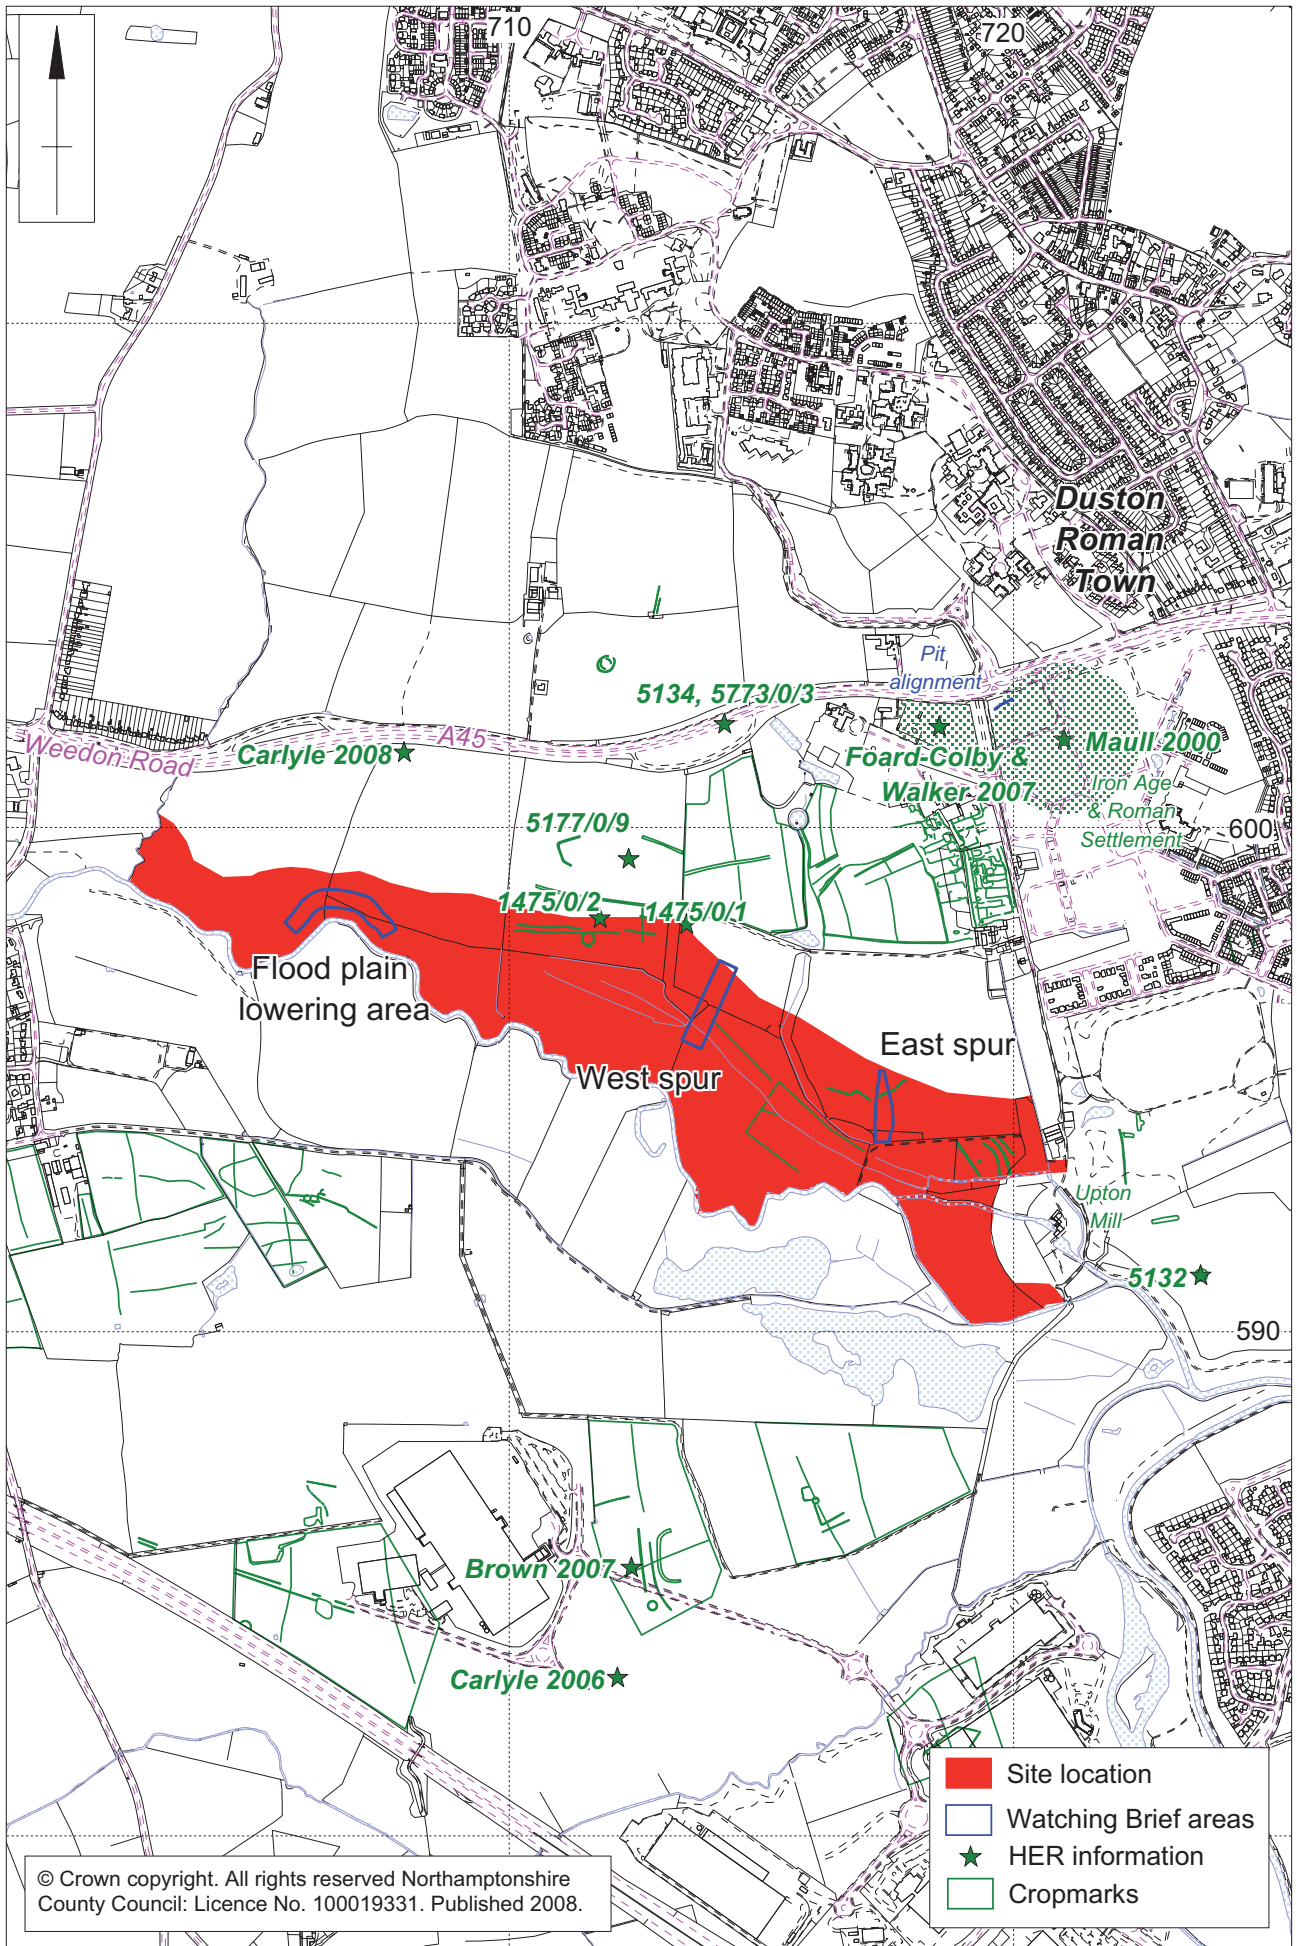 710
720
Duston
Roman
Town
Pit
alignment
5134, 5773/0/3
Weedon Road
A45
Carlyle 2008
Foard-Colby &
Walker 2007
Maull 2000
Iron Age
& Roman
Settlement
600
5177/0/9
1475/0/2
1475/0/1
Flood plain
lowering area
East spur
West spur
Upton
Mill
5132
590
Brown 2007
Carlyle 2006
Site location
Watching Brief areas
HER information
Cropmarks
© Crown copyright. All rights reserved Northamptonshire
County Council: Licence No. 100019331. Published 2008.